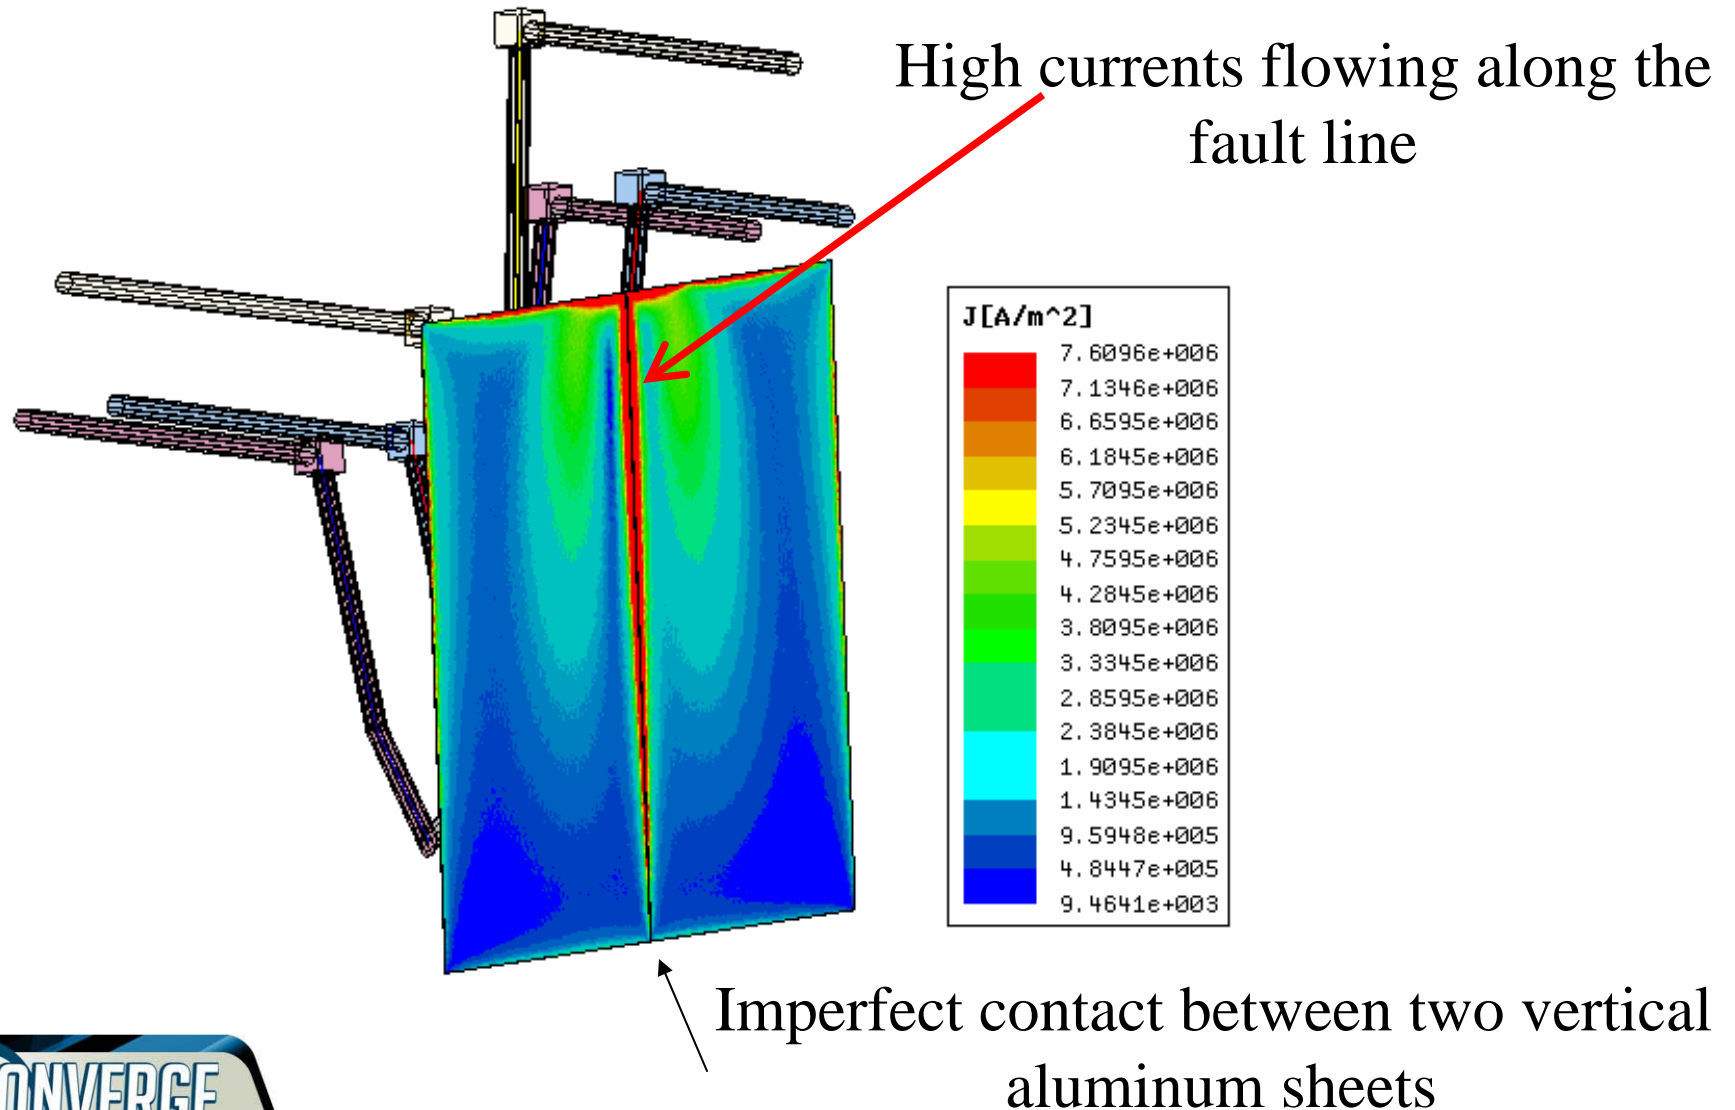 High currents flowing along the
fault line
J[A/m^2]
7.6096e+006
7.1346e+006
6.6595e+006
6.1845e+006
5.7095e+006
5.2345e+006
4.7595e+006
4.2845e+006
3.8095e+006
3.3345e+006
2.8595e+006
2.3845e+006
1.9095e+006
1.4345e+006
9.5948e+005
4.8447e+005
9.4641e+003
Imperfect contact between two vertical
aluminum sheets